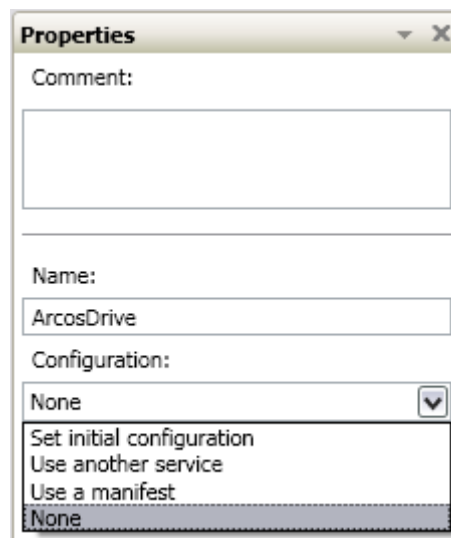 Properties
Comment:
Name:
ArcosDrive
Configuration:
None
Set initial configuration
Use another service
Use a manifest
None